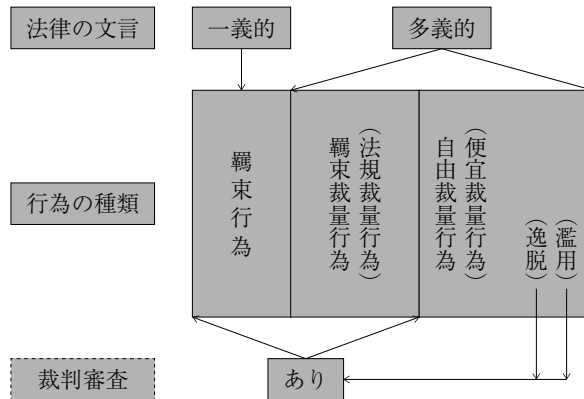 法律の文言
一義的
多義的
行為の種類
羈束行為
羈束裁量行為
(法規裁量行為)
自由裁量行為
(便宜裁量行為)
(逸脱)
(濫用)
裁判審査
あり